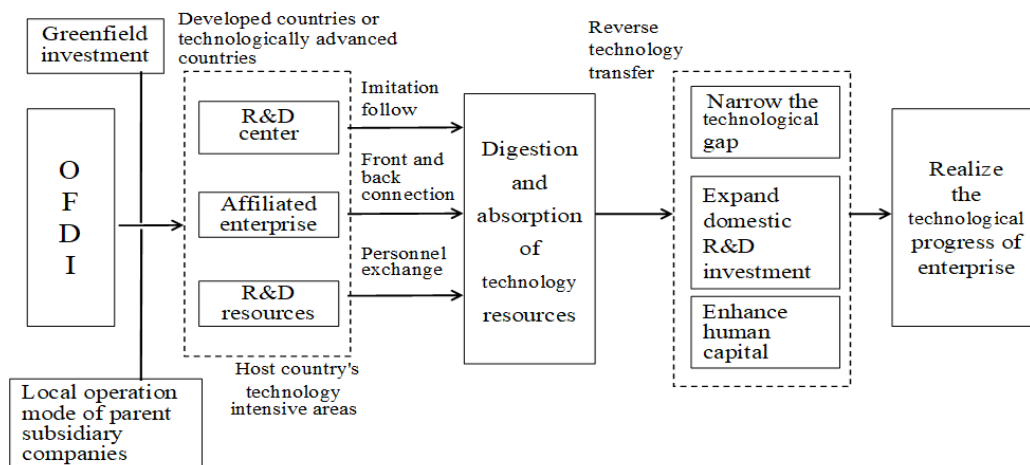 Greenfield
investment
O
F
D
I
Local operation
mode of parent
subsidiary
companies
Developed countries or
technologically advanced
countries
R&D
center
Affiliated
enterprise
R&D
resources
Host country's
technology
intensive areas
Imitation
follow
Front and
back
connection
Personnel
exchange
Digestion
and
absorption
of
technology
resources
Reverse
technology
transfer
Narrow the
technological
gap
Expand
domestic
R&D
investment
Enhance
human
capital
Realize
the
technological
progress of
enterprise